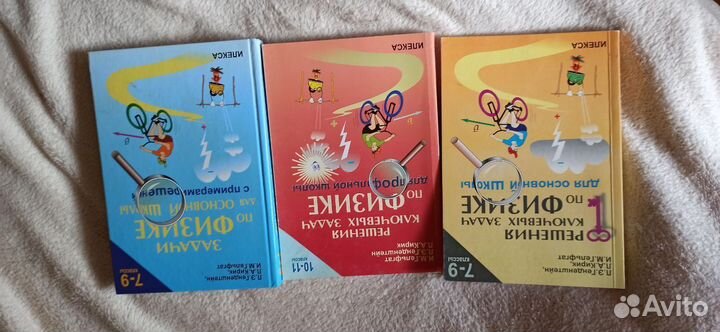 Л.Э.Генденштейн,
Л.А.Кирик,
И.М.Гельфгат
7-9
КЛАССЫ
ЗАДАЧИ
ПО ФИЗИКЕ
ДЛЯ ОСНОВНОЙ ШКОЛЫ
с примерами решений
ИЛЕКСА
И.М.Гельфгат
Л.Э.Генденштейн
Л.А.Кирик
10-11
КЛАССЫ
РЕШЕНИЯ
КЛЮЧЕВЫХ ЗАДАЧ
ПО ФИЗИКЕ
ДЛЯ ПРОФИЛЬНОЙ ШКОЛЫ
ИЛЕКСА
Л.Э.Генденштейн,
Л.А.Кирик,
И.М.Гельфгат
7-9
КЛАССЫ
РЕШЕНИЯ
КЛЮЧЕВЫХ ЗАДАЧ
ПО ФИЗИКЕ
ДЛЯ ОСНОВНОЙ ШКОЛЫ
ИЛЕКСА
Avito